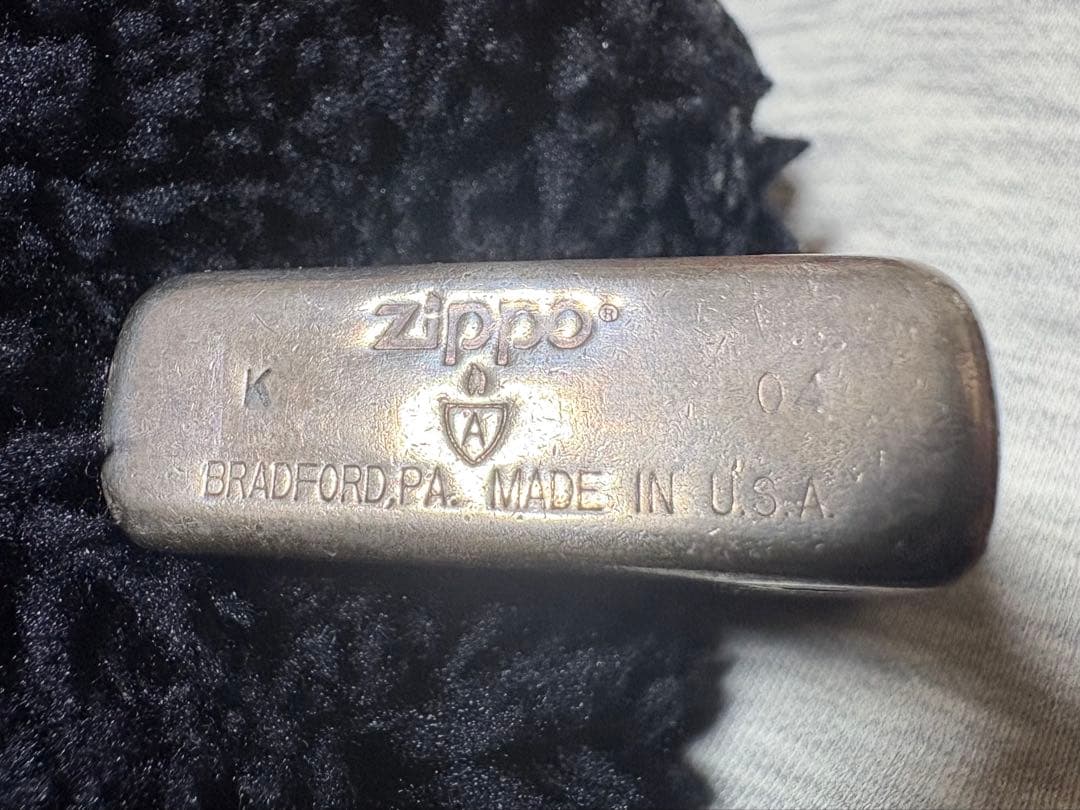 zippo®
K A 04
BRADFORD,PA. MADE IN U.S.A.